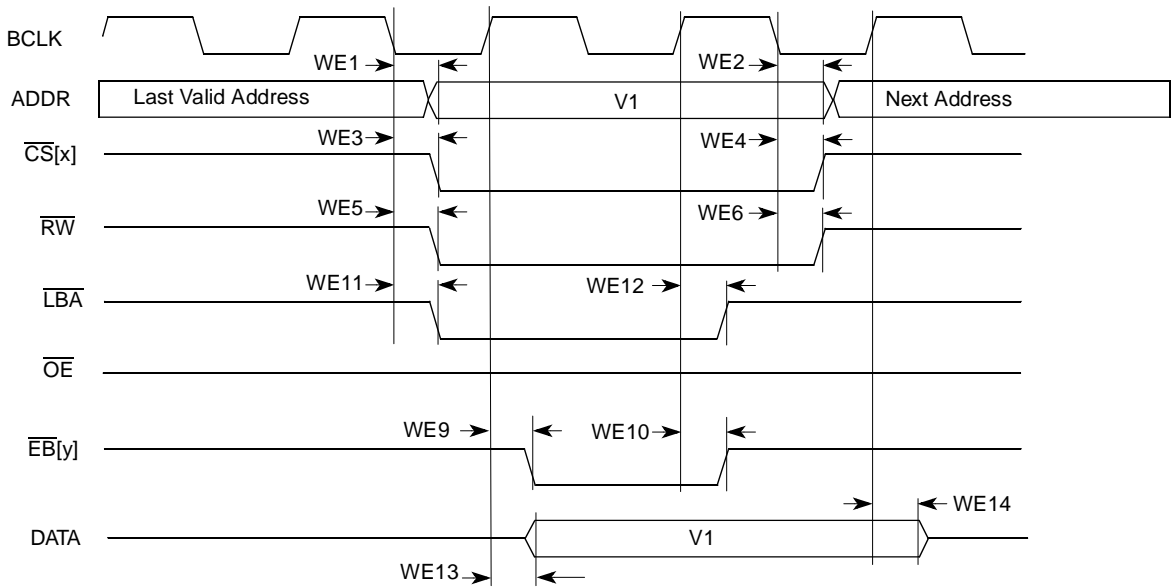 BCLK
WE1
WE2
ADDR
Last Valid Address
V1
Next Address
WE3
WE4
CS[x]
WE5
WE6
RW
WE11
WE12
LBA
OE
WE9
WE10
EB[y]
WE14
DATA
V1
WE13